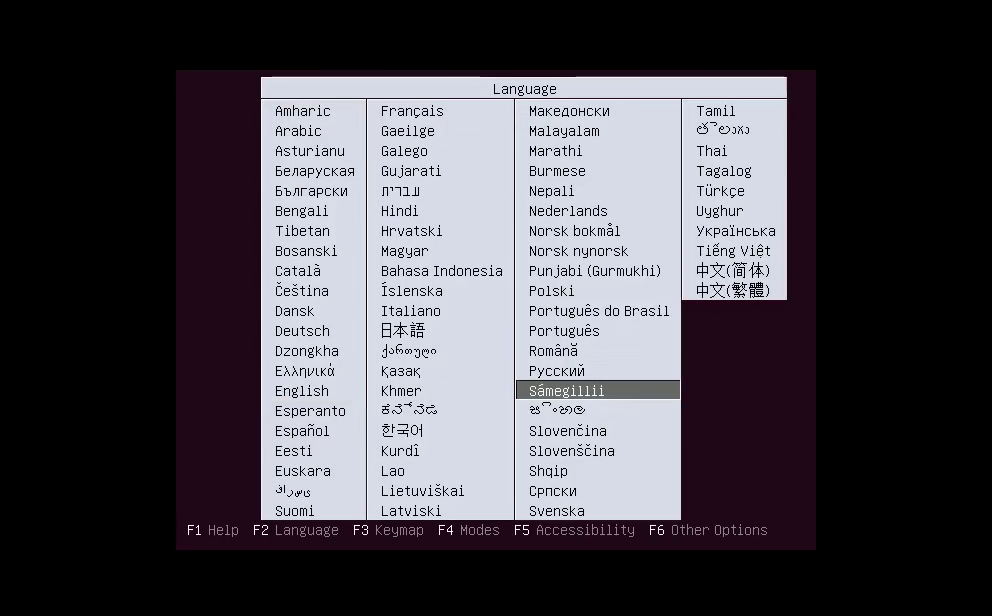 Language
Amharic
Arabic
Asturianu
Беларуская
Български
Bengali
Tibetan
Bosanski
Català
Čeština
Dansk
Deutsch
Dzongkha
Ελληνικά
English
Esperanto
Español
Eesti
Euskara
ﻰﺳﺭﺎﻓ
Suomi
Français
Gaeilge
Galego
Gujarati
עברית
Hindi
Hrvatski
Magyar
Bahasa Indonesia
Íslenska
Italiano
日本語
ქართული
Қазақ
Khmer
ಕನ್ನಡ
한국어
Kurdî
Lao
Lietuviškai
Latviski
Македонски
Malayalam
Marathi
Burmese
Nepali
Nederlands
Norsk bokmål
Norsk nynorsk
Punjabi (Gurmukhi)
Polski
Português do Brasil
Português
Română
Русский
Sámegillii
සිංහල
Slovenčina
Slovenščina
Shqip
Српски
Svenska
Tamil
తెలుగు
Thai
Tagalog
Türkçe
Uyghur
Українська
Tiếng Việt
中文(简体)
中文(繁體)
F1 Help F2 Language F3 Keymap F4 Modes F5 Accessibility F6 Other Options